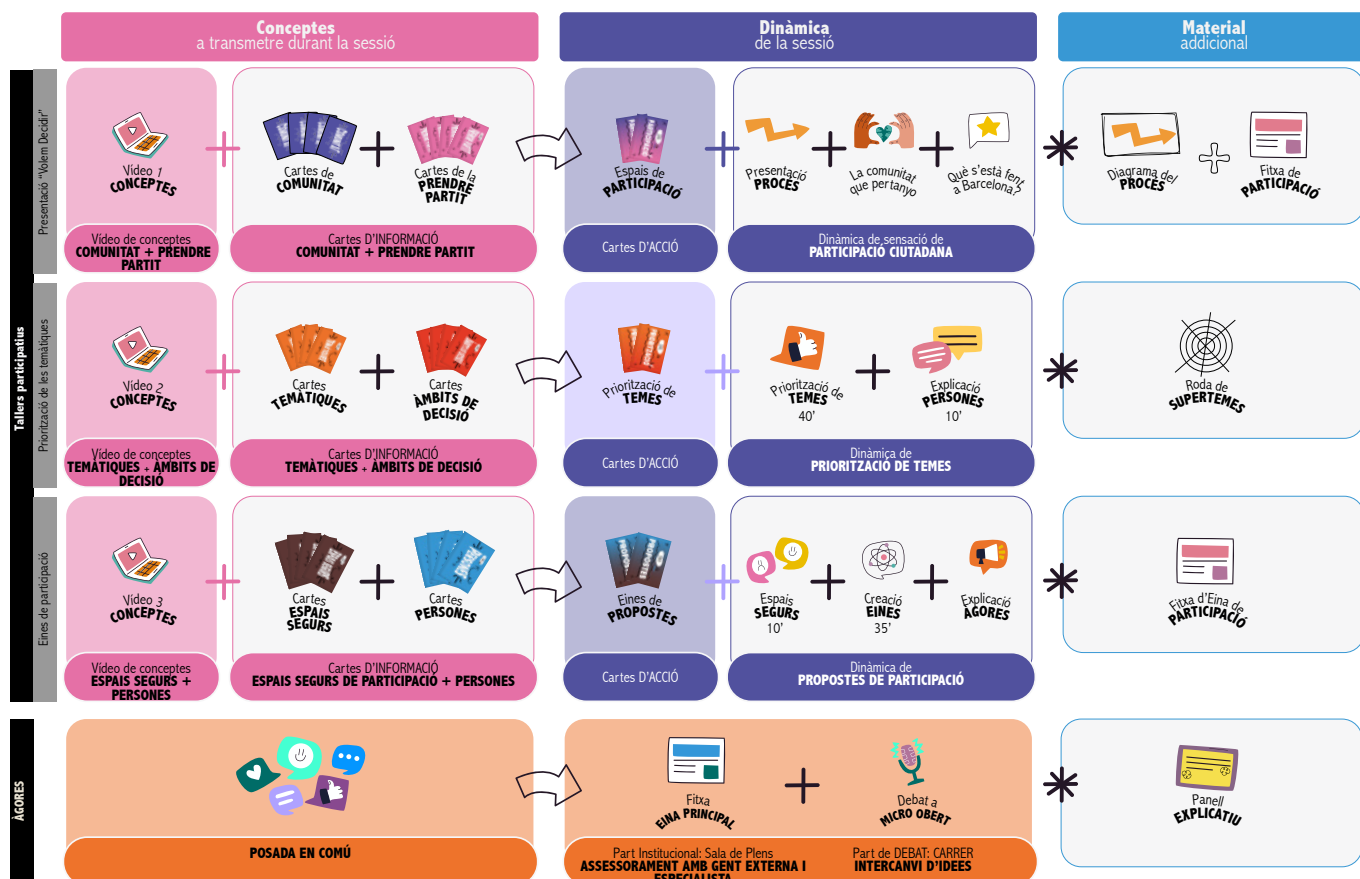 Conceptes
a transmetre durant la sessió
Dinàmica
de la sessió
Material
addicional
Tallers participatius
Presentació "Volem Decidir"
Vídeo 1
CONCEPTES
Cartes de
COMUNITAT
Cartes de la
PRENDRE
PARTIT
Espais de
PARTICIPACIÓ
Presentació
PROCÉS
La comunitat
que pertanyo
Què s'està fent
a Barcelona?
Diagrama del
PROCÉS
Fitxa de
PARTICIPACIÓ
Vídeo de conceptes
COMUNITAT + PRENDRE
PARTIT
Cartes D'INFORMACIÓ
COMUNITAT + PRENDRE PARTIT
Cartes D'ACCIÓ
Dinàmica de sensació de
PARTICIPACIÓ CIUTADANA
Priorització de les temàtiques
Vídeo 2
CONCEPTES
Cartes
TEMÀTIQUES
Cartes
ÀMBITS DE
DECISIÓ
Priorització de
TEMES
Priorització de
TEMES
40'
Explicació
PERSONES
10'
Roda de
SUPERTEMES
Vídeo de conceptes
TEMÀTIQUES + ÀMBITS DE
DECISIÓ
Cartes D'INFORMACIÓ
TEMÀTIQUES + ÀMBITS DE DECISIÓ
Cartes D'ACCIÓ
Dinàmica de
PRIORITZACIÓ DE TEMES
Eines de participació
Vídeo 3
CONCEPTES
Cartes
ESPAIS
SEGURS
Cartes
PERSONES
PROPOSTES
Eines de
PROPOSTES
Espais
SEGURS
10'
Creació
EINES
35'
Explicació
ÀGORES
Fitxa d'Eina de
PARTICIPACIÓ
Vídeo de conceptes
ESPAIS SEGURS +
PERSONES
Cartes D'INFORMACIÓ
ESPAIS SEGURS DE PARTICIPACIÓ + PERSONES
Cartes D'ACCIÓ
Dinàmica de
PROPOSTES DE PARTICIPACIÓ
ÀGORES
Fitxa
EINA PRINCIPAL
Debat a
MICRO OBERT
Panell
EXPLICATIU
POSADA EN COMÚ
Part Institucional: Sala de Plens
ASSESSORAMENT AMB GENT EXTERNA I
ESPECIALISTA
Part de DEBAT: CARRER
INTERCANVI D'IDEES